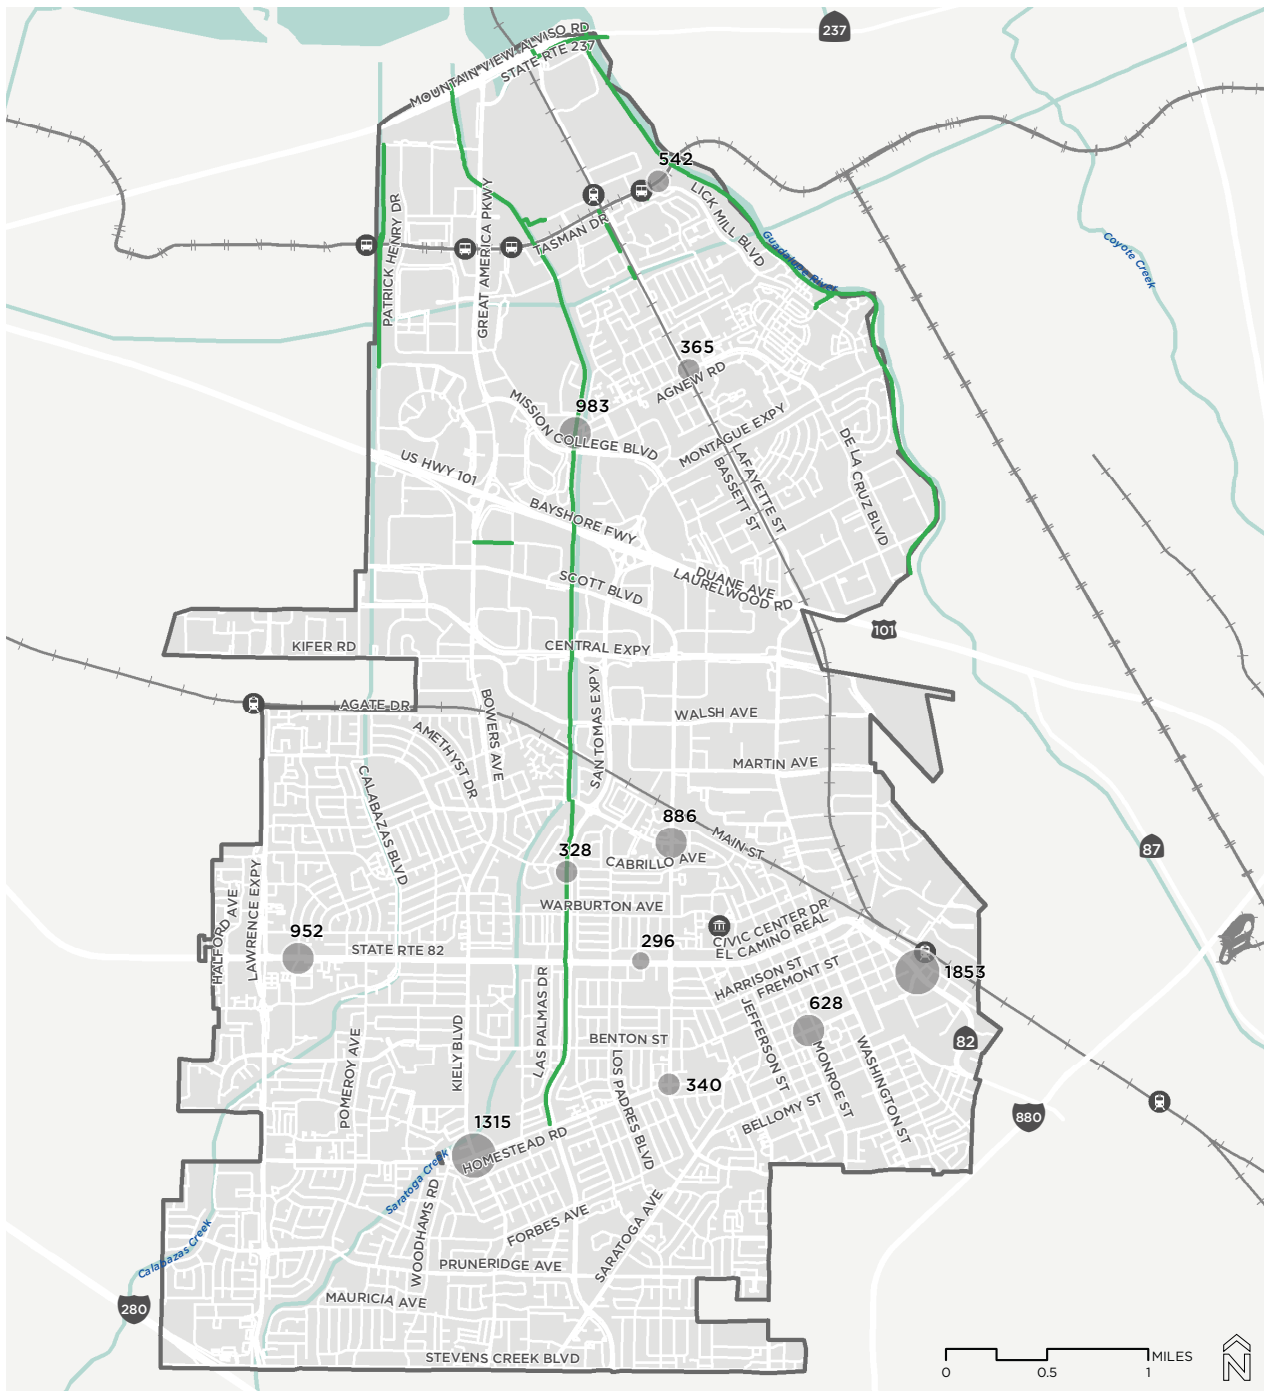 237
MOUNTAIN VIEW ALVISO RD
STATE RTE 237
542
LICK MILL BLVD
PATRICK HENRY DR
GREAT AMERICA PKWY
TASMAN DR
Guadalupe River
Coyote Creek
365
AGNEW RD
983
MISSION COLLEGE BLVD
MONTAGUE EXPY
US HWY 101
LAFAYETTE ST
BASSETT ST
DE LA CRUZ BLVD
BAYSHORE FWY
SCOTT BLVD
DUANE AVE
LAURELWOOD RD
101
KIFER RD
CENTRAL EXPY
AGATE DR
BOWERS AVE
SAN TOMAS EXPY
WALSH AVE
AMETHYST DR
MARTIN AVE
CALABAZAS BLVD
886
MAIN ST
328
CABRILLO AVE
87
HALFORD AVE
LAWRENCE EXPY
WARBURTON AVE
952
STATE RTE 82
296
CIVIC CENTER DR
EL CAMINO REAL
HARRISON ST
FREMONT ST
1853
LAS PALMAS DR
628
JEFFERSON ST
POMEROY AVE
KIELY BLVD
BENTON ST
MONROE ST
WASHINGTON ST
82
LOS PADRES BLVD
340
BELLOMY ST
880
1315
HOMESTEAD RD
Saratoga Creek
WOODHAMS RD
FORBES AVE
SARATOGA AVE
Calabazas Creek
PRUNERIDGE AVE
MAURICIA AVE
280
STEVENS CREEK BLVD
MILES
0
0.5
1
N